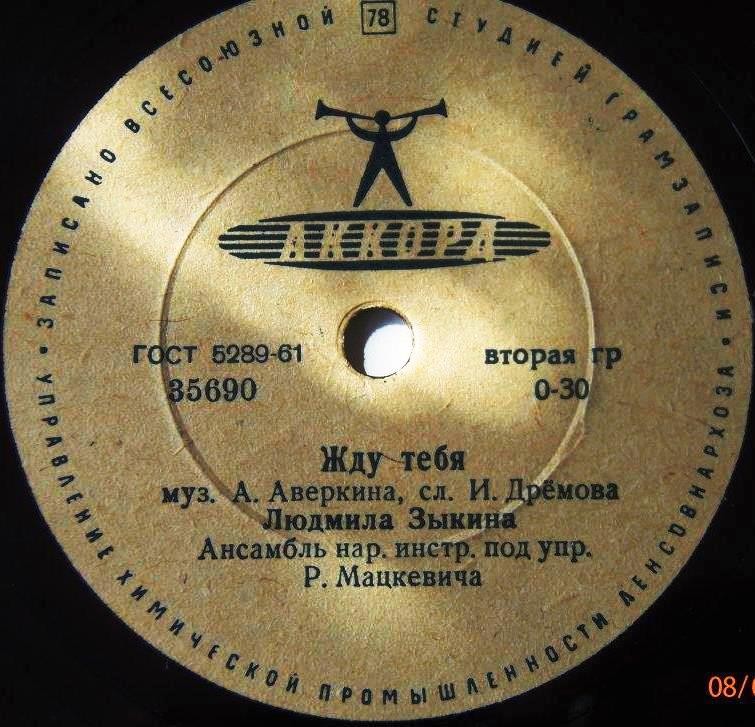 ЗАПИСАНО ВСЕСОЮЗНОЙ 78 СТУДИЕЙ ГРАМЗАПИСИ •
АККОРД
ГОСТ 5289-61 вторая гр
35690 0-30
Жду тебя
муз. А. Аверкина, сл. И. Дрёмова
Людмила Зыкина
Ансамбль нар. инстр. под упр.
Р. Мацкевича
УПРАВЛЕНИЕ ХИМИЧЕСКОЙ ПРОМЫШЛЕННОСТИ ЛЕНСОВНАРХОЗА •
08/